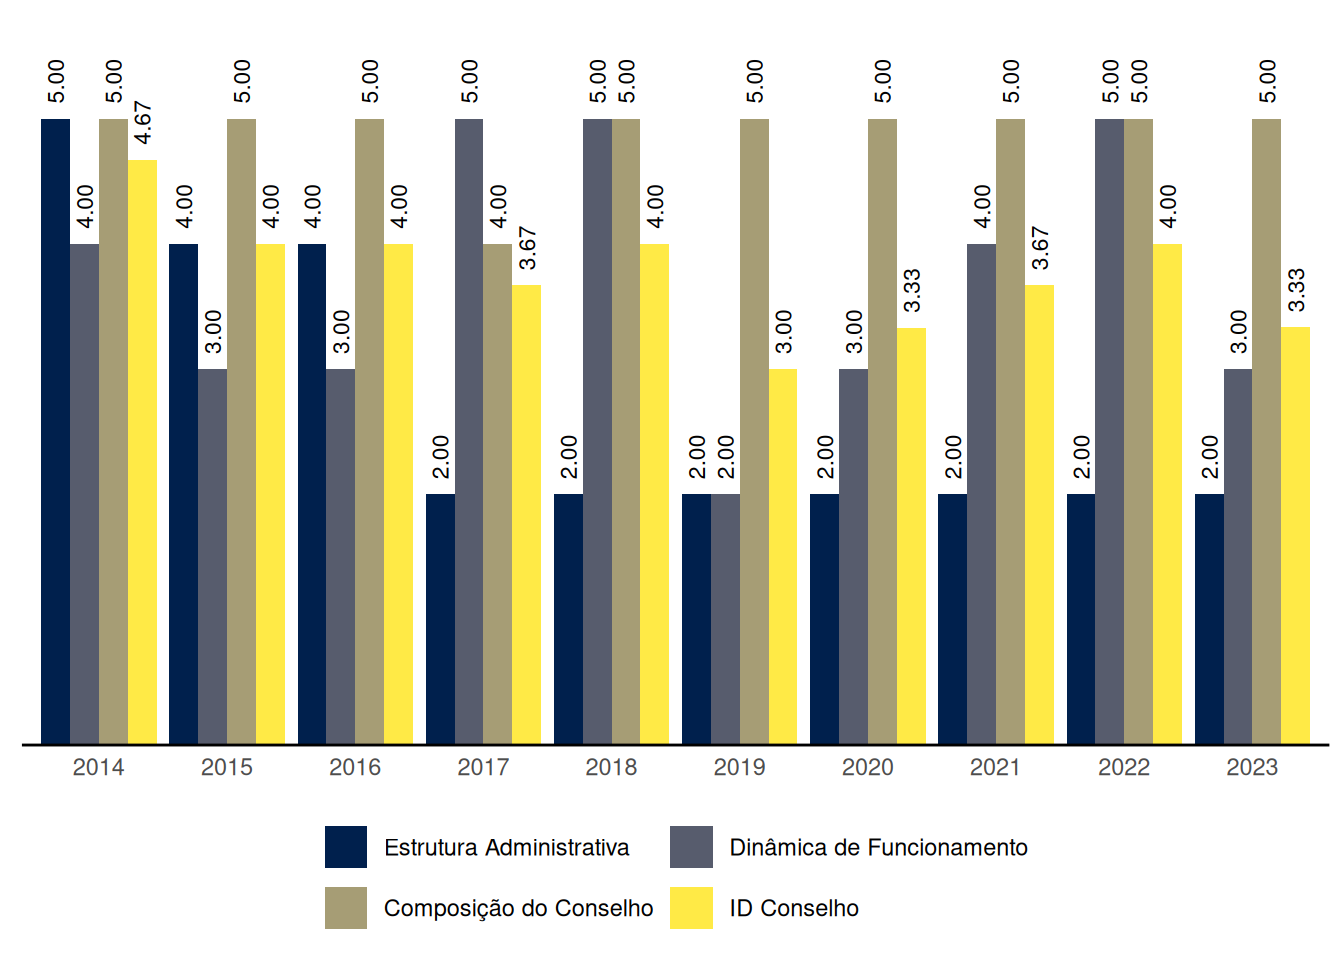 5.00 4.00 5.00 4.67 4.00 3.00 5.00 4.00 4.00 3.00 5.00 4.00 2.00 5.00 4.00 3.67 2.00 5.00 5.00 4.00 2.00 2.00 5.00 3.00 2.00 3.00 5.00 3.33 2.00 4.00 5.00 3.67 2.00 5.00 5.00 4.00 2.00 3.00 5.00 3.33
2014 2015 2016 2017 2018 2019 2020 2021 2022 2023
Estrutura Administrativa Dinâmica de Funcionamento
Composição do Conselho ID Conselho